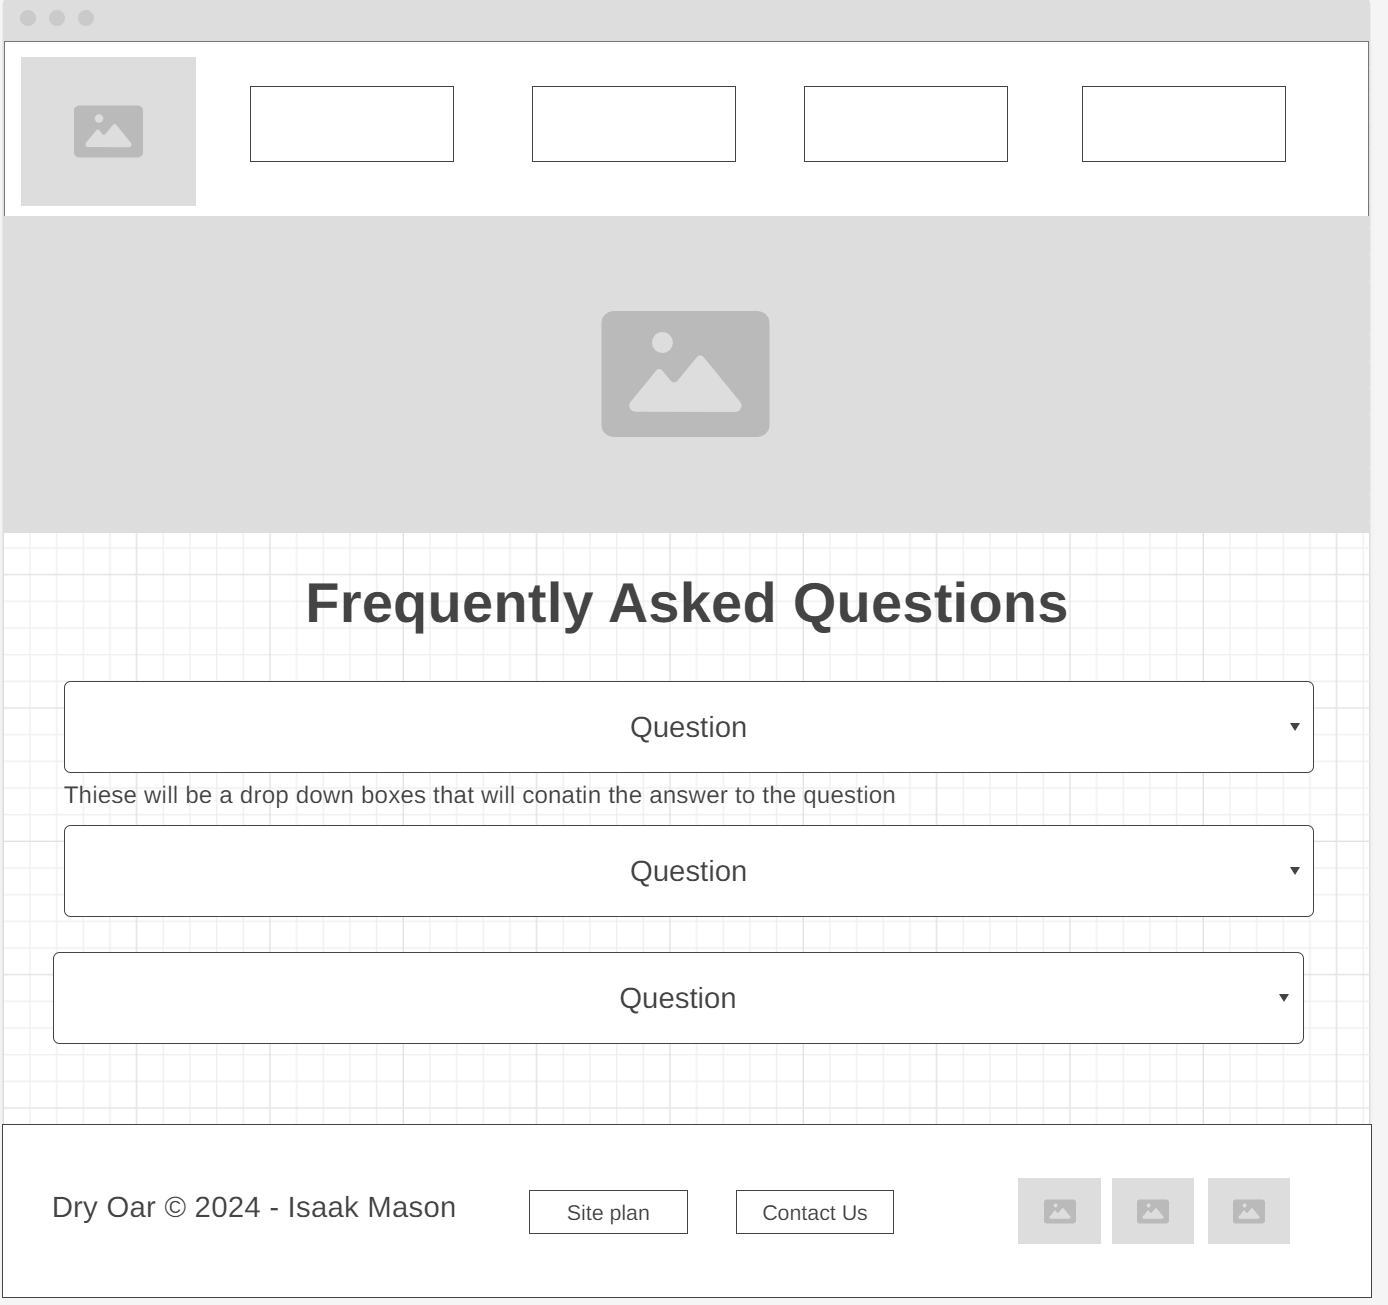 Frequently Asked Questions
Question
Thiese will be a drop down boxes that will conatin the answer to the question
Question
Question
Dry Oar © 2024 - Isaak Mason
Site plan
Contact Us